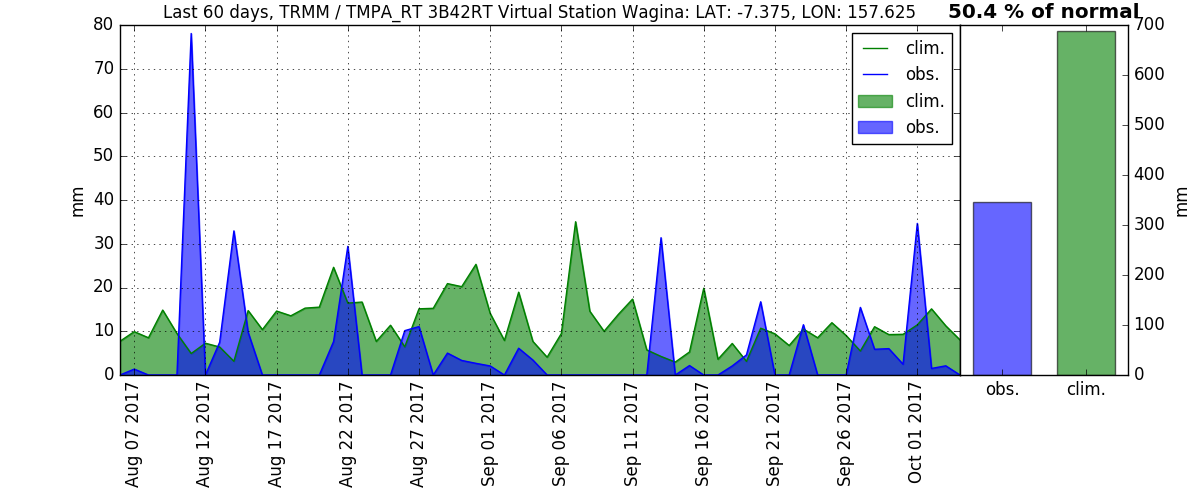 Last 60 days, TRMM / TMPA_RT 3B42RT Virtual Station Wagina: LAT: -7.375, LON: 157.625
50.4 % of normal
80
70
60
50
40
30
20
10
0
mm
clim.
obs.
clim.
obs.
Aug 07 2017
Aug 12 2017
Aug 17 2017
Aug 22 2017
Aug 27 2017
Sep 01 2017
Sep 06 2017
Sep 11 2017
Sep 16 2017
Sep 21 2017
Sep 26 2017
Oct 01 2017
700
600
500
400
300
200
100
0
mm
obs.
clim.